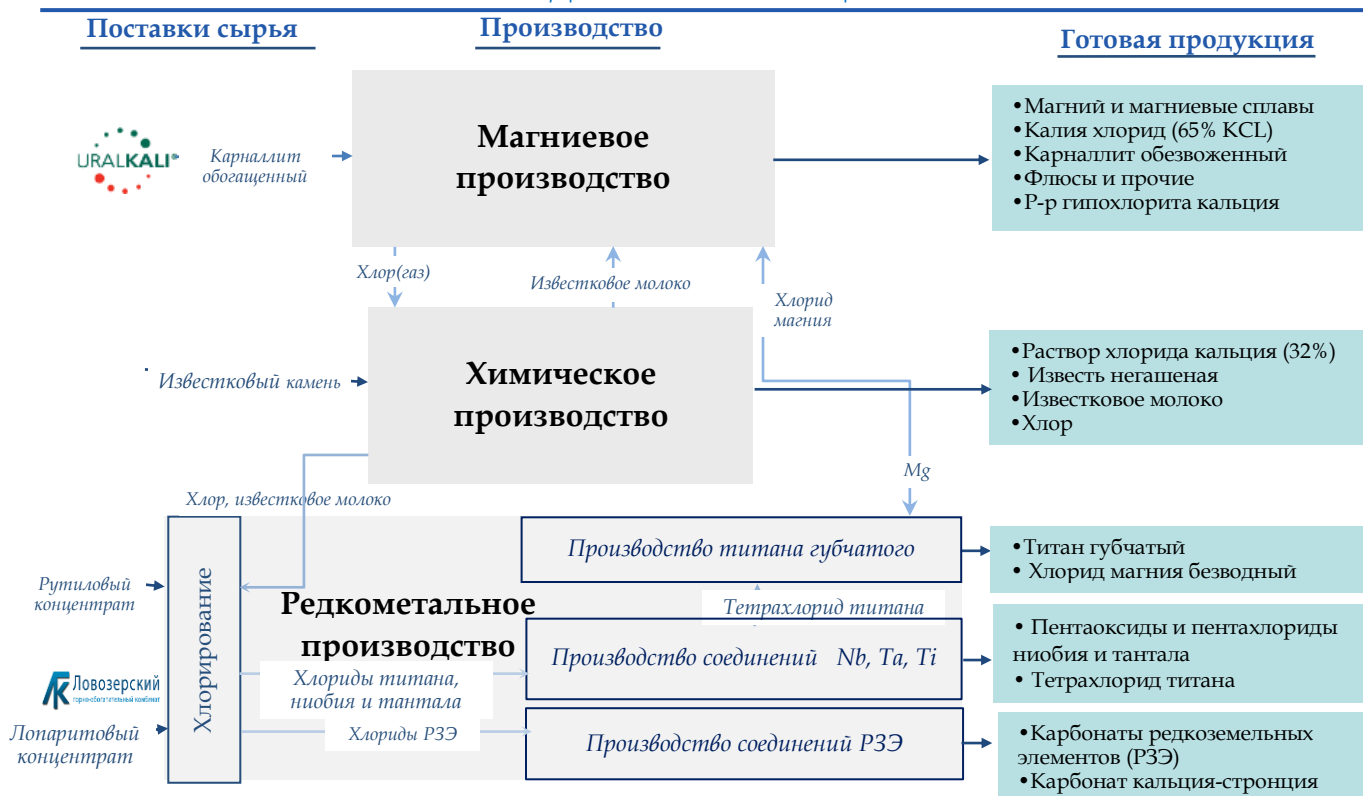 Поставки сырья
Производство
Готовая продукция
URALKALI®
Карналлит
обогащенный
Магниевое
производство
•Магний и магниевые сплавы
•Калия хлорид (65% KCL)
•Карналлит обезвоженный
•Флюсы и прочие
•Р-р гипохлорита кальция
Хлор(газ)
Известковое молоко
Хлорид
магния
Известковый камень
Химическое
производство
•Раствор хлорида кальция (32%)
• Известь негашеная
•Известковое молоко
•Хлор
Mg
Хлор, известковое молоко
Рутиловый
концентрат
Хлорирование
Редкометальное
производство
Производство титана губчатого
•Титан губчатый
• Хлорид магния безводный
Тетрахлорид титана
Ловозерский
горно-обогатительный комбинат
Лопаритовый
концентрат
Хлориды титана,
ниобия и тантала
Производство соединений Nb, Ta, Ti
• Пентаоксиды и пентахлориды
ниобия и тантала
• Тетрахлорид титана
Хлориды РЗЭ
Производство соединений РЗЭ
•Карбонаты редкоземельных
элементов (РЗЭ)
•Карбонат кальция-стронция